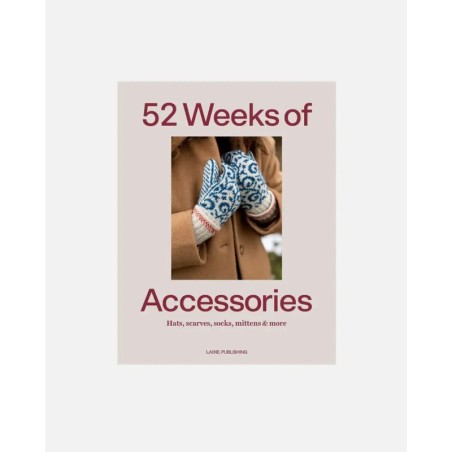 52 Weeks of
Accessories
Hats, scarves, socks, mittens & more
LAINE PUBLISHING